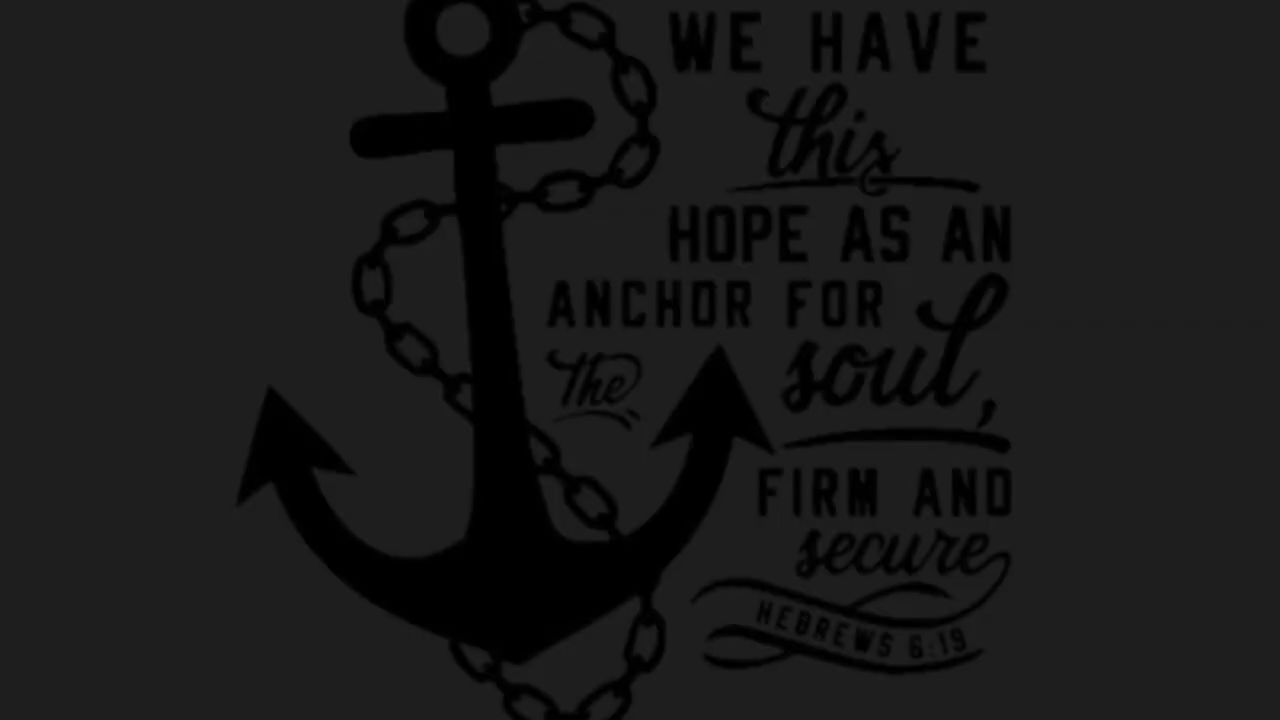 WE HAVE
this
HOPE AS AN
ANCHOR FOR
the soul,
FIRM AND
secure
HEBREWS 6:19